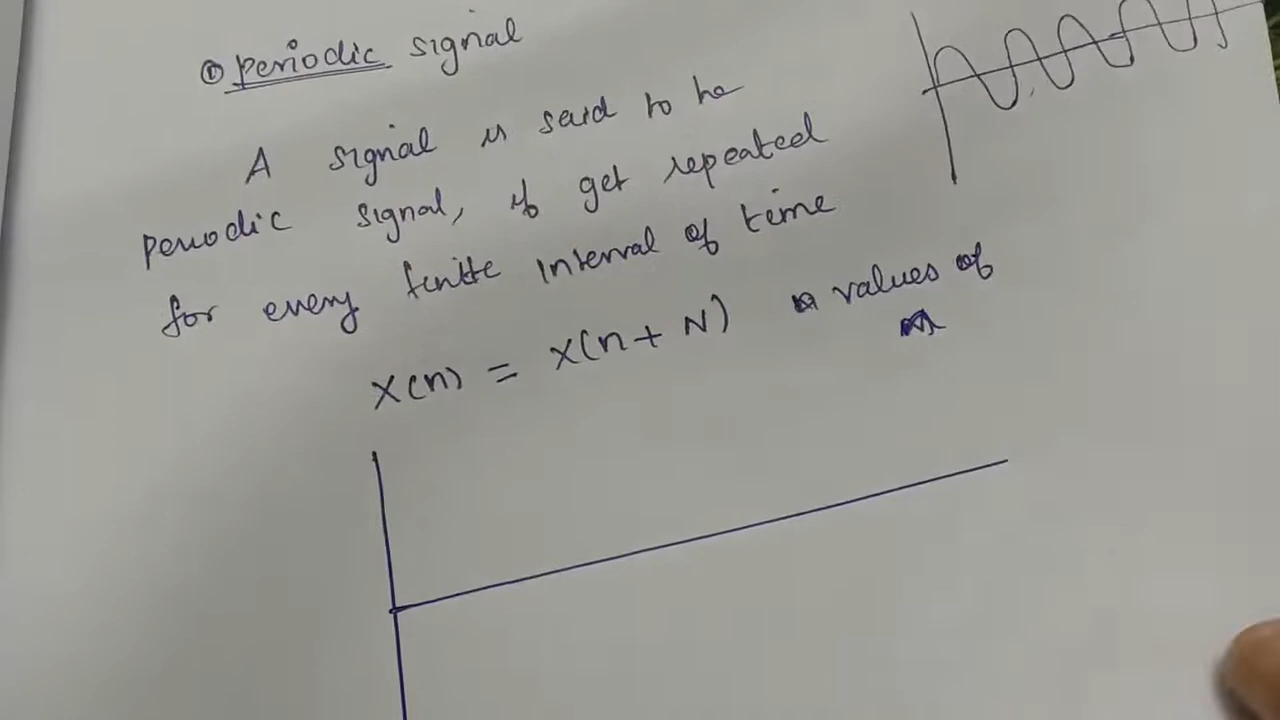 ① periodic signal
A signal is said to be
periodic signal, if get repeated
for every finite interval of time
x(n) = x(n + N) values of